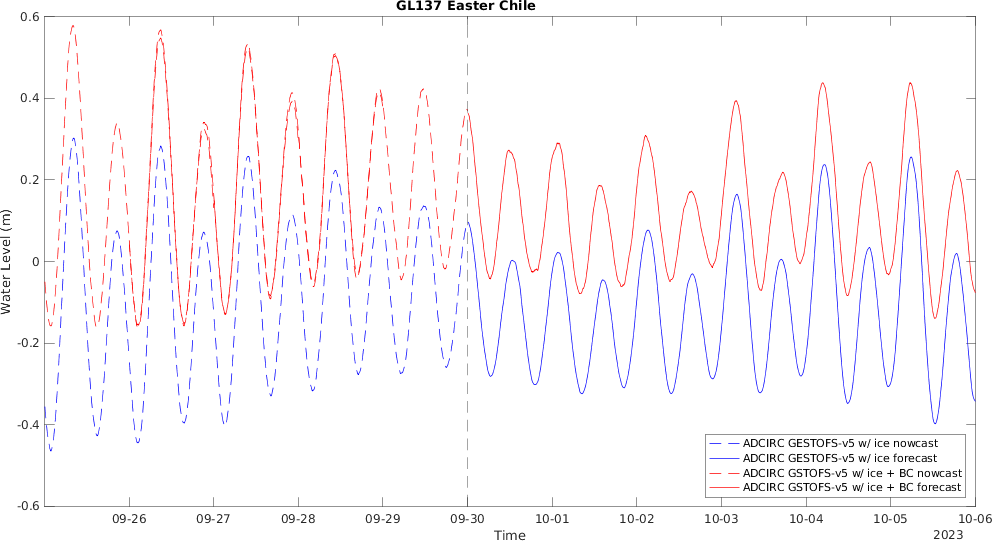 GL137 Easter Chile
0.6
0.4
0.2
0
-0.2
-0.4
-0.6
Water Level (m)
ADCIRC GESTOFS-v5 w/ ice nowcast
ADCIRC GESTOFS-v5 w/ ice forecast
ADCIRC GSTOFS-v5 w/ ice + BC nowcast
ADCIRC GSTOFS-v5 w/ ice + BC forecast
09-26 09-27 09-28 09-29 09-30 10-01 10-02 10-03 10-04 10-05 10-06
Time
2023